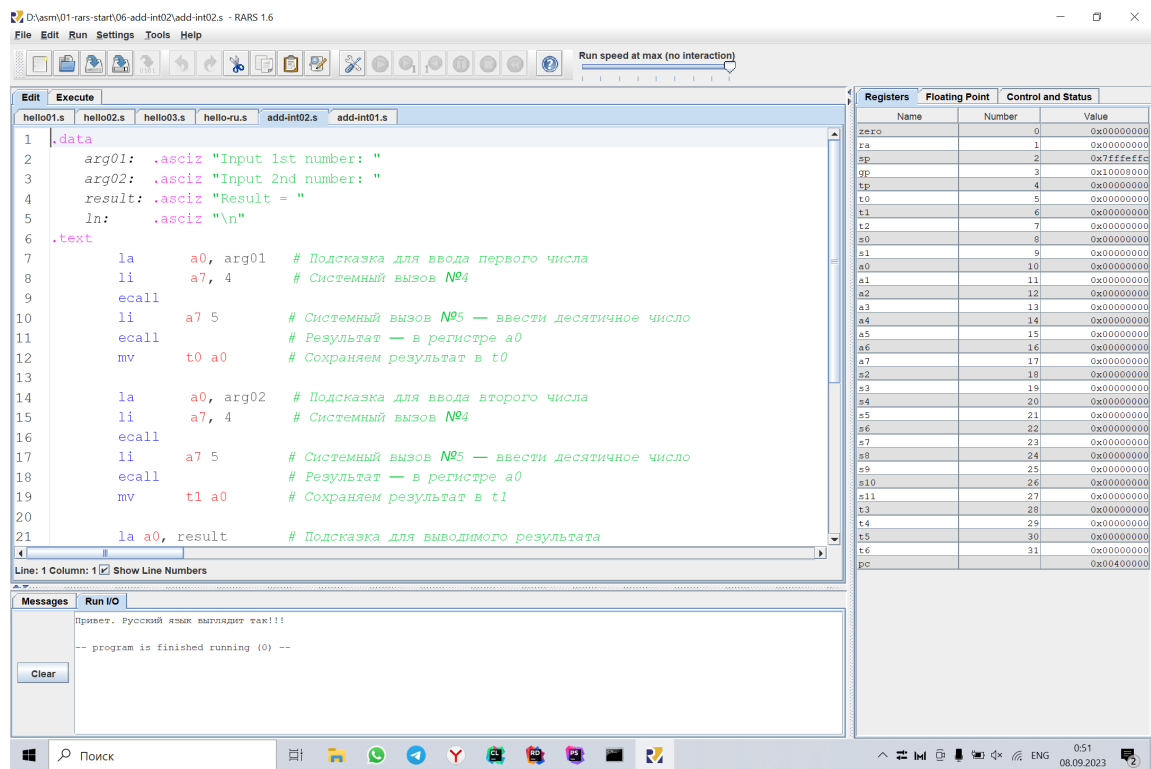 D:\asm\01-rars-start\06-add-int02\add-int02.s - RARS 1.6
File Edit Run Settings Tools Help
Run speed at max (no interaction)
Edit Execute
hello01.s hello02.s hello03.s hello-ru.s add-int02.s add-int01.s
1 .data
2 arg01: .asciz "Input 1st number: "
3 arg02: .asciz "Input 2nd number: "
4 result: .asciz "Result = "
5 ln: .asciz "\n"
6 .text
7 la a0, arg01 # Подсказка для ввода первого числа
8 li a7, 4 # Системный вызов №4
9 ecall
10 li a7 5 # Системный вызов №5 — ввести десятичное число
11 ecall # Результат — в регистре a0
12 mv t0 a0 # Сохраняем результат в t0
13
14 la a0, arg02 # Подсказка для ввода второго числа
15 li a7, 4 # Системный вызов №4
16 ecall
17 li a7 5 # Системный вызов №5 — ввести десятичное число
18 ecall # Результат — в регистре a0
19 mv t1 a0 # Сохраняем результат в t1
20
21 la a0, result # Подсказка для выводимого результата
Line: 1 Column: 1 Show Line Numbers
Messages Run I/O
Привет. Русский язык выглядит так!!!
-- program is finished running (0) --
Clear
Registers Floating Point Control and Status
Name Number Value
zero 0 0x00000000
ra 1 0x00000000
sp 2 0x7fffeffc
gp 3 0x10008000
tp 4 0x00000000
t0 5 0x00000000
t1 6 0x00000000
t2 7 0x00000000
s0 8 0x00000000
s1 9 0x00000000
a0 10 0x00000000
a1 11 0x00000000
a2 12 0x00000000
a3 13 0x00000000
a4 14 0x00000000
a5 15 0x00000000
a6 16 0x00000000
a7 17 0x00000000
s2 18 0x00000000
s3 19 0x00000000
s4 20 0x00000000
s5 21 0x00000000
s6 22 0x00000000
s7 23 0x00000000
s8 24 0x00000000
s9 25 0x00000000
s10 26 0x00000000
s11 27 0x00000000
t3 28 0x00000000
t4 29 0x00000000
t5 30 0x00000000
t6 31 0x00000000
pc 0x00400000
Поиск
CL RD PS
ENG
0:51
08.09.2023
2